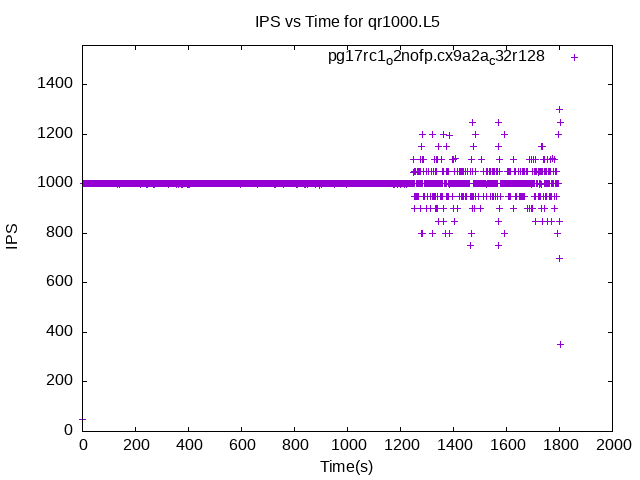 IPS vs Time for qr1000.L5
pg17rc1_o2nofp.cx9a2a_c32r128
1400
1200
1000
800
600
400
200
0
IPS
0 200 400 600 800 1000 1200 1400 1600 1800 2000
Time(s)